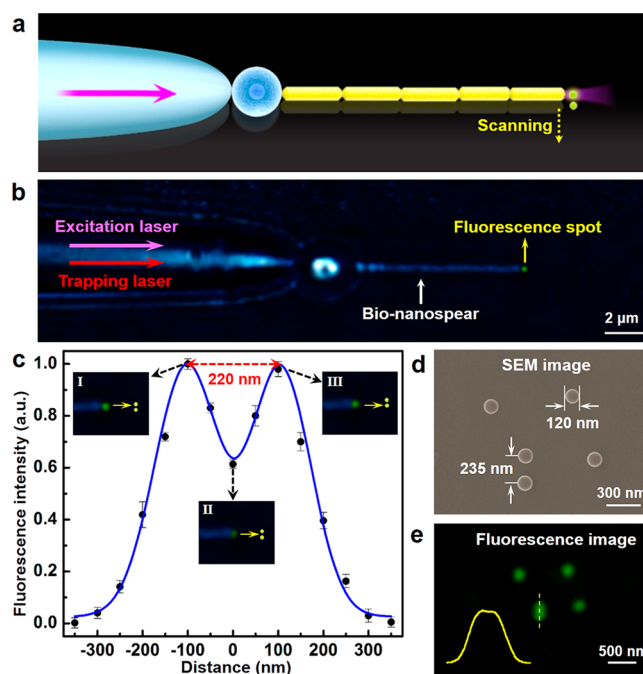 a
Scanning
b
Excitation laser
Fluorescence spot
Trapping laser
Bio-nanospear
2 μm
c
Fluorescence intensity (a.u.)
1.0
0.8
0.6
0.4
0.2
0.0
I
220 nm
III
II
-300 -200 -100 0 100 200 300
Distance (nm)
d
SEM image
120 nm
235 nm
300 nm
e
Fluorescence image
500 nm